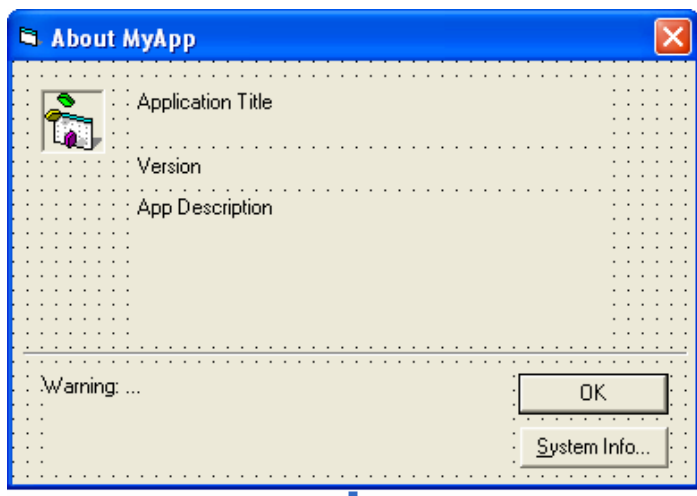 About MyApp
Application Title
Version
App Description
Warning: ...
OK
System Info...